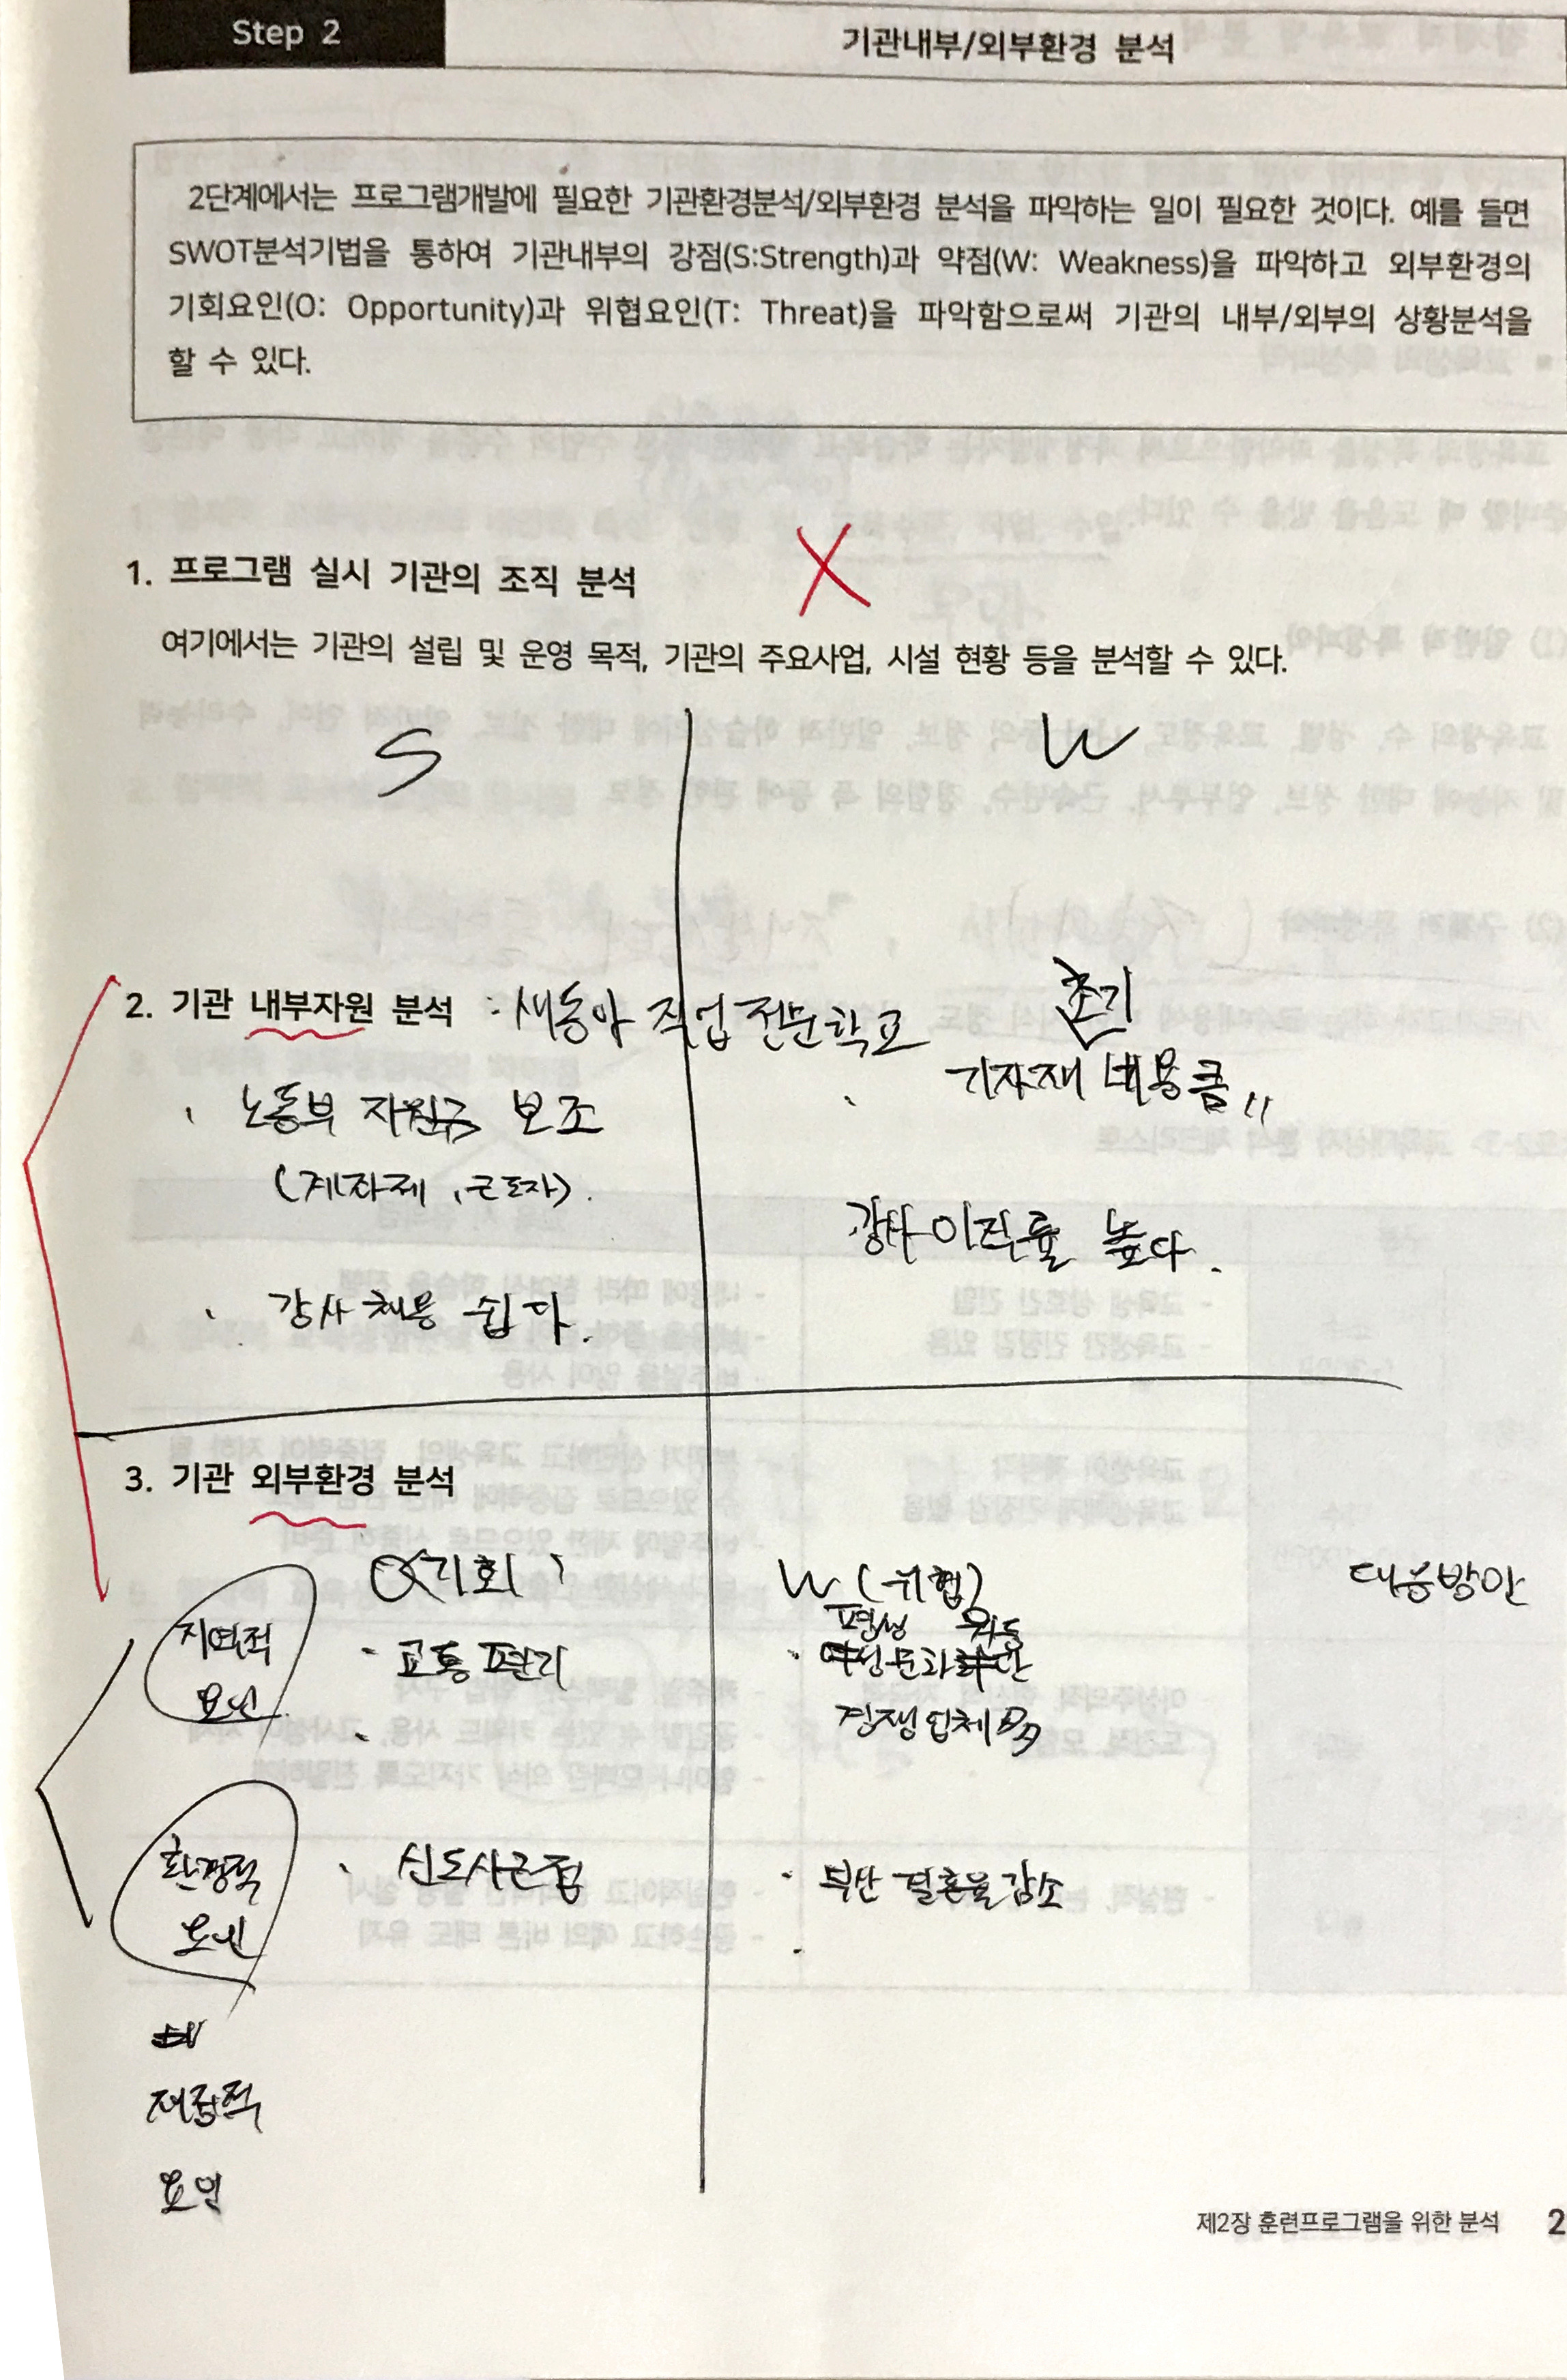 Step 2
기관내부/외부환경 분석
2단계에서는 프로그램개발에 필요한 기관환경분석/외부환경 분석을 파악하는 일이 필요한 것이다. 예를 들면
SWOT분석기법을 통하여 기관내부의 강점(S:Strength)과 약점(W: Weakness)을 파악하고 외부환경의
기회요인(O: Opportunity)과 위협요인(T: Threat)을 파악함으로써 기관의 내부/외부의 상황분석을
할 수 있다.
1. 프로그램 실시 기관의 조직 분석
X
여기에서는 기관의 설립 및 운영 목적, 기관의 주요사업, 시설 현황 등을 분석할 수 있다.
S
W
2. 기관 내부자원 분석 : 새동아 직업전문학교
초기
기자재 비용 큼
· 노동부 보조
(계좌제, 근로자).
강사 이직률 높다.
· 강사 채용 쉽다.
3. 기관 외부환경 분석
O(기회)
W (위협)
대응방안
지역적
요인
· 교통 편리
평생
· 여성문화회관
경쟁업체
환경적
요인
· 신도시근접
· 부산 결혼율 감소
재정적
요인
제2장 훈련프로그램을 위한 분석 2